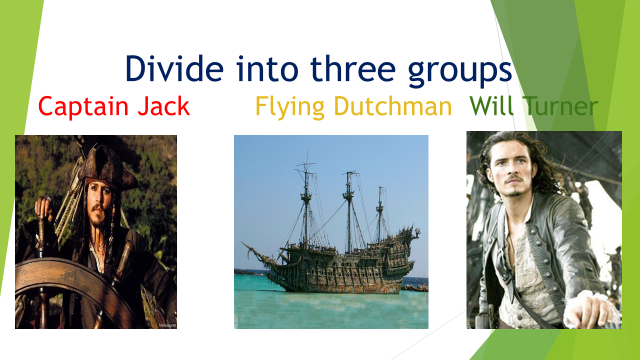 Divide into three groups
Captain Jack Flying Dutchman Will Turner